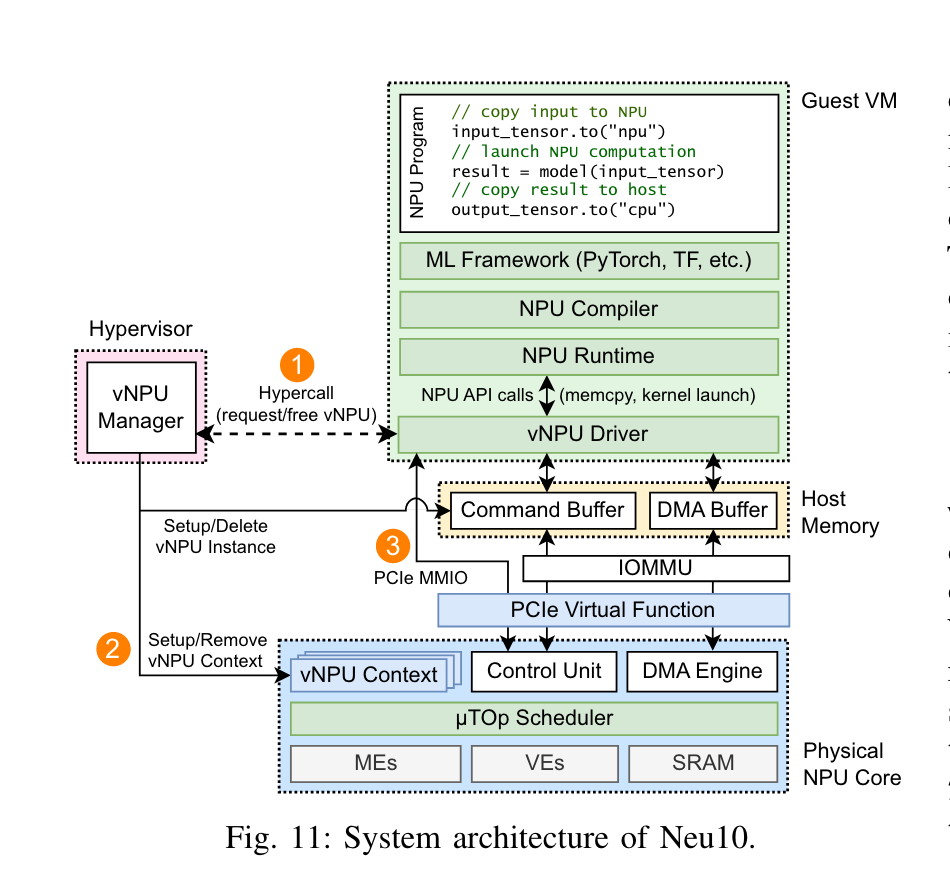 Guest VM
NPU Program
// copy input to NPU
input_tensor.to("npu")
// launch NPU computation
result = model(input_tensor)
// copy result to host
output_tensor.to("cpu")
ML Framework (PyTorch, TF, etc.)
NPU Compiler
NPU Runtime
NPU API calls
(memcpy, kernel launch)
vNPU Driver
Hypervisor
vNPU
Manager
1
Hypercall
(request/free vNPU)
Host
Memory
Command Buffer
DMA Buffer
Setup/Delete
vNPU Instance
3
PCIe MMIO
IOMMU
PCIe Virtual Function
2
Setup/Remove
vNPU Context
vNPU Context
Control Unit
DMA Engine
μTOp Scheduler
MEs
VEs
SRAM
Physical
NPU Core
Fig. 11: System architecture of Neu10.